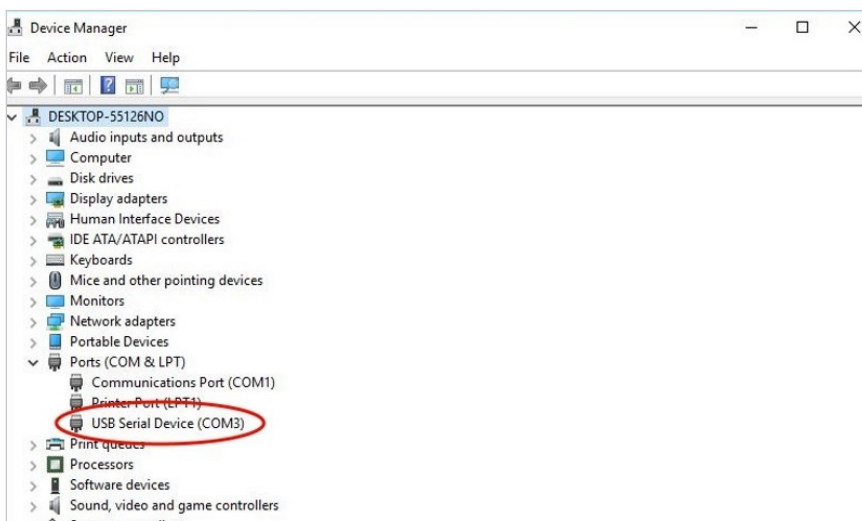 Device Manager
File Action View Help
DESKTOP-55126NO
Audio inputs and outputs
Computer
Disk drives
Display adapters
Human Interface Devices
IDE ATA/ATAPI controllers
Keyboards
Mice and other pointing devices
Monitors
Network adapters
Portable Devices
Ports (COM & LPT)
Communications Port (COM1)
Printer Port (LPT1)
USB Serial Device (COM3)
Print queues
Processors
Software devices
Sound, video and game controllers